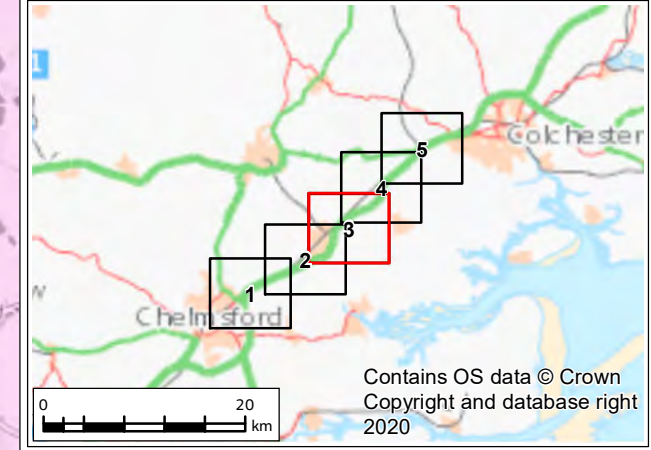 1
Colchester
5
4
3
2
1
W
Chelmsford
Contains OS data © Crown
Copyright and database right
2020
0 20
km